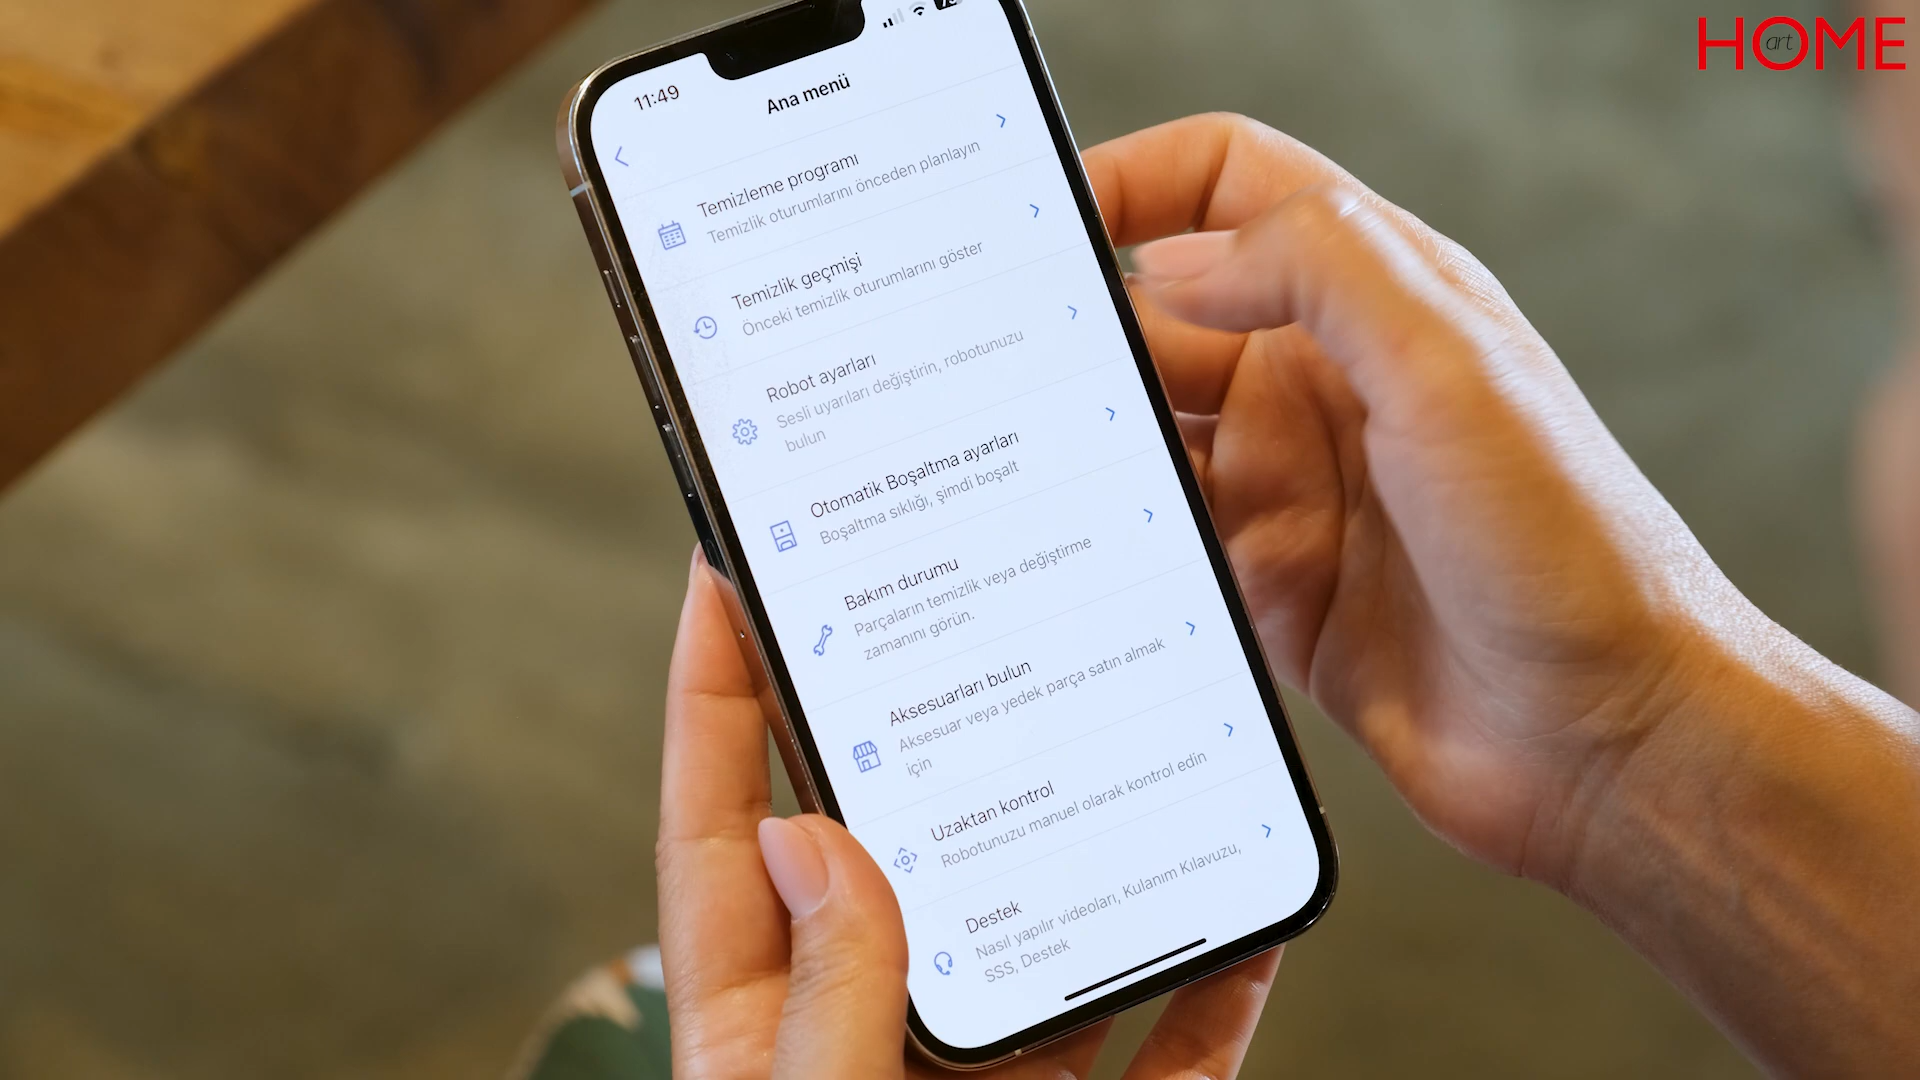 HOME
art
11:49
Ana menü
Temizleme programı
Temizlik oturumlarını önceden planlayın
Temizlik geçmişi
Önceki temizlik oturumlarını göster
Robot ayarları
Sesli uyarıları değiştirin, robotunuzu
bulun
Otomatik Boşaltma ayarları
Boşaltma sıklığı, şimdi boşalt
Bakım durumu
Parçaların temizlik veya değiştirme
zamanını görün.
Aksesuarları bulun
Aksesuar veya yedek parça satın almak
için
Uzaktan kontrol
Robotunuzu manuel olarak kontrol edin
Destek
Nasıl yapılır videoları, Kullanım Kılavuzu,
SSS, Destek